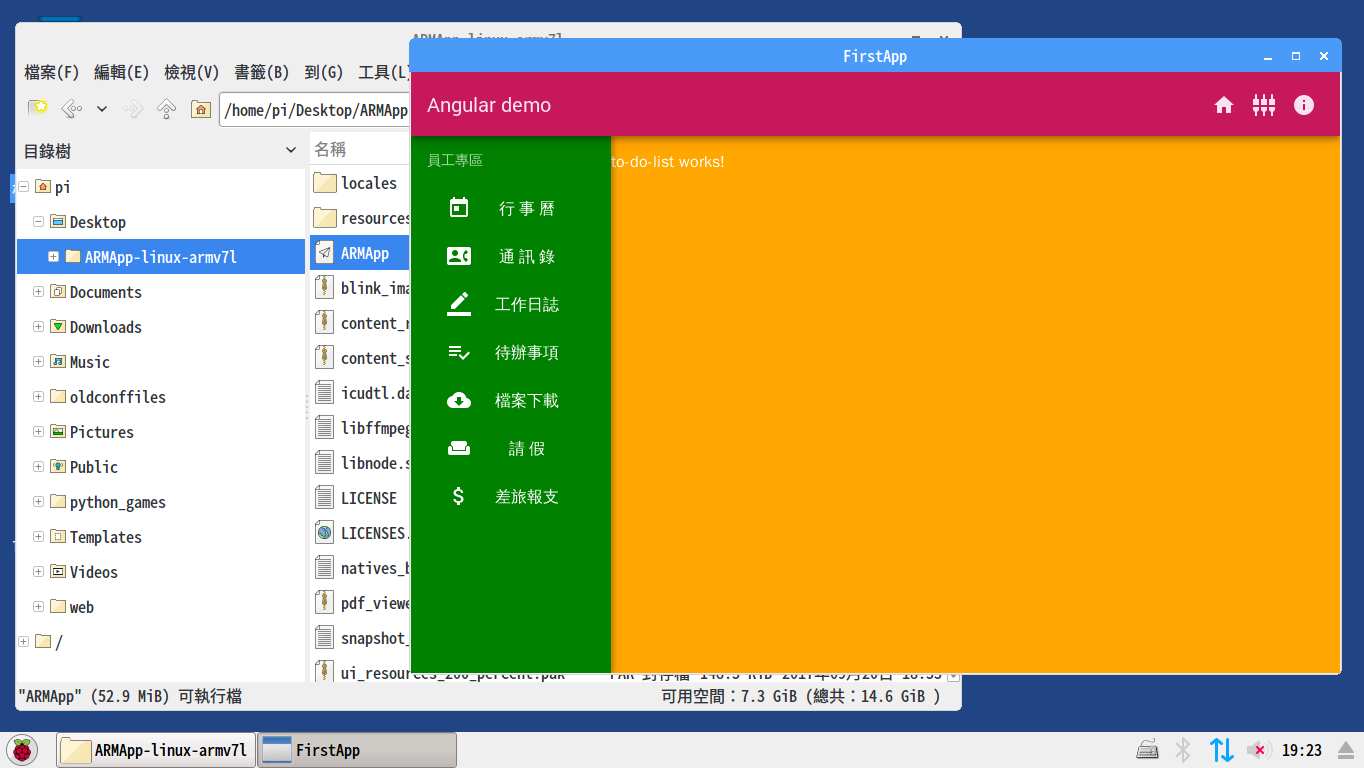 FirstApp
檔案(F) 編輯(E) 檢視(V) 書籤(B) 到(G) 工具(L)
/home/pi/Desktop/ARMApp
Angular demo
目錄樹
名稱
pi
Desktop
ARMApp-linux-armv7l
Documents
Downloads
Music
oldconffiles
Pictures
Public
python_games
Templates
Videos
web
/
locales
resources
ARMApp
blink_ima
content_r
content_s
icudtl.da
libffmpeg
libnode.s
LICENSE
LICENSES.
natives_b
pdf_viewe
snapshot_
員工專區
行 事 曆
通 訊 錄
工作日誌
待辦事項
檔案下載
請 假
差旅報支
to-do-list works!
"ARMApp" (52.9 MiB) 可執行檔
可用空間：7.3 GiB (總共：14.6 GiB )
ARMApp-linux-armv7l
FirstApp
19:23